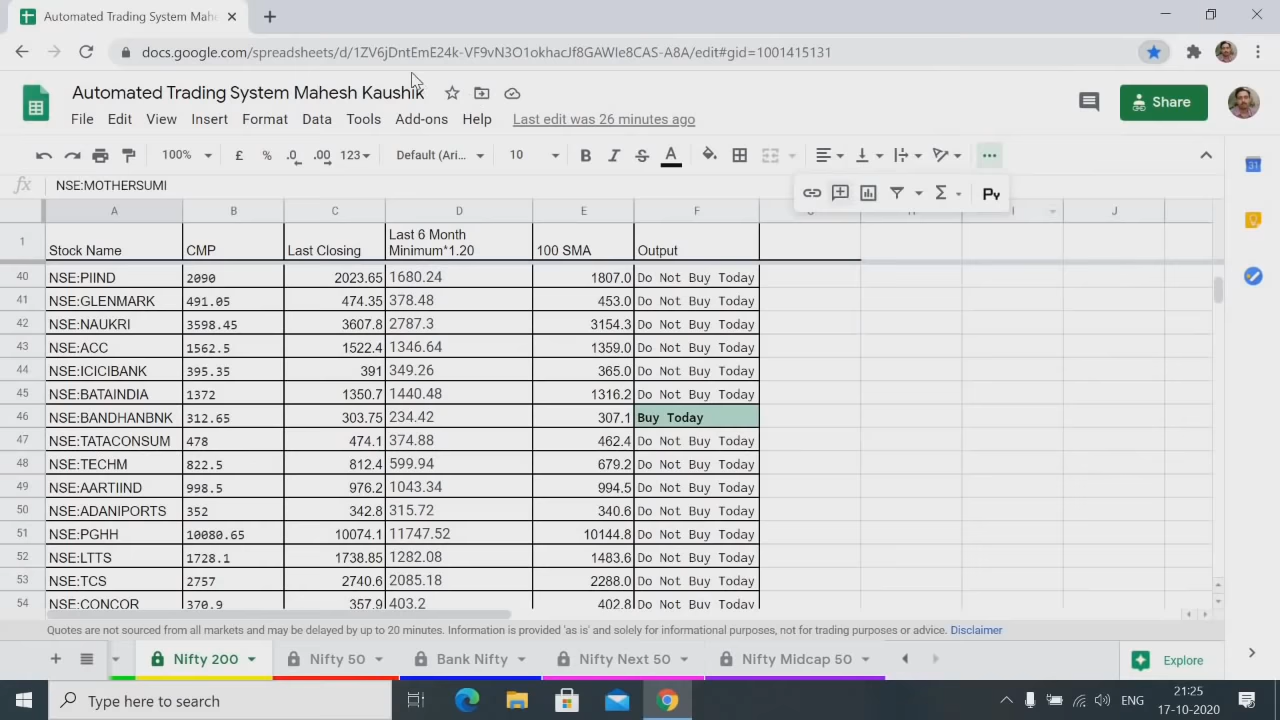 Automated Trading System Mahe
docs.google.com/spreadsheets/d/1ZV6jDntEmE24k-VF9vN3O1okhacJf8GAWle8CAS-A8A/edit#gid=1001415131
Automated Trading System Mahesh Kaushik
File Edit View Insert Format Data Tools Add-ons Help Last edit was 26 minutes ago
Share
100% £ % .0 .00 123 Default (Ari... 10 B I S A
fx NSE:MOTHERSUMI
Σ Py
A B C D E F H J
1 Stock Name CMP Last Closing Last 6 Month Minimum*1.20 100 SMA Output
40 NSE:PIIND 2090 2023.65 1680.24 1807.0 Do Not Buy Today
41 NSE:GLENMARK 491.05 474.35 378.48 453.0 Do Not Buy Today
42 NSE:NAUKRI 3598.45 3607.8 2787.3 3154.3 Do Not Buy Today
43 NSE:ACC 1562.5 1522.4 1346.64 1359.0 Do Not Buy Today
44 NSE:ICICIBANK 395.35 391 349.26 365.0 Do Not Buy Today
45 NSE:BATAINDIA 1372 1350.7 1440.48 1316.2 Do Not Buy Today
46 NSE:BANDHANBNK 312.65 303.75 234.42 307.1 Buy Today
47 NSE:TATACONSUM 478 474.1 374.88 462.4 Do Not Buy Today
48 NSE:TECHM 822.5 812.4 599.94 679.2 Do Not Buy Today
49 NSE:AARTIIND 998.5 976.2 1043.34 994.5 Do Not Buy Today
50 NSE:ADANIPORTS 352 342.8 315.72 340.6 Do Not Buy Today
51 NSE:PGHH 10080.65 10074.1 11747.52 10144.8 Do Not Buy Today
52 NSE:LTTS 1728.1 1738.85 1282.08 1483.6 Do Not Buy Today
53 NSE:TCS 2757 2740.6 2085.18 2288.0 Do Not Buy Today
54 NSE:CONCOR 370.9 357.9 403.2 402.8 Do Not Buy Today
Quotes are not sourced from all markets and may be delayed by up to 20 minutes. Information is provided 'as is' and solely for informational purposes, not for trading purposes or advice. Disclaimer
Nifty 200 Nifty 50 Bank Nifty Nifty Next 50 Nifty Midcap 50 Explore
Type here to search
ENG
21:25
17-10-2020